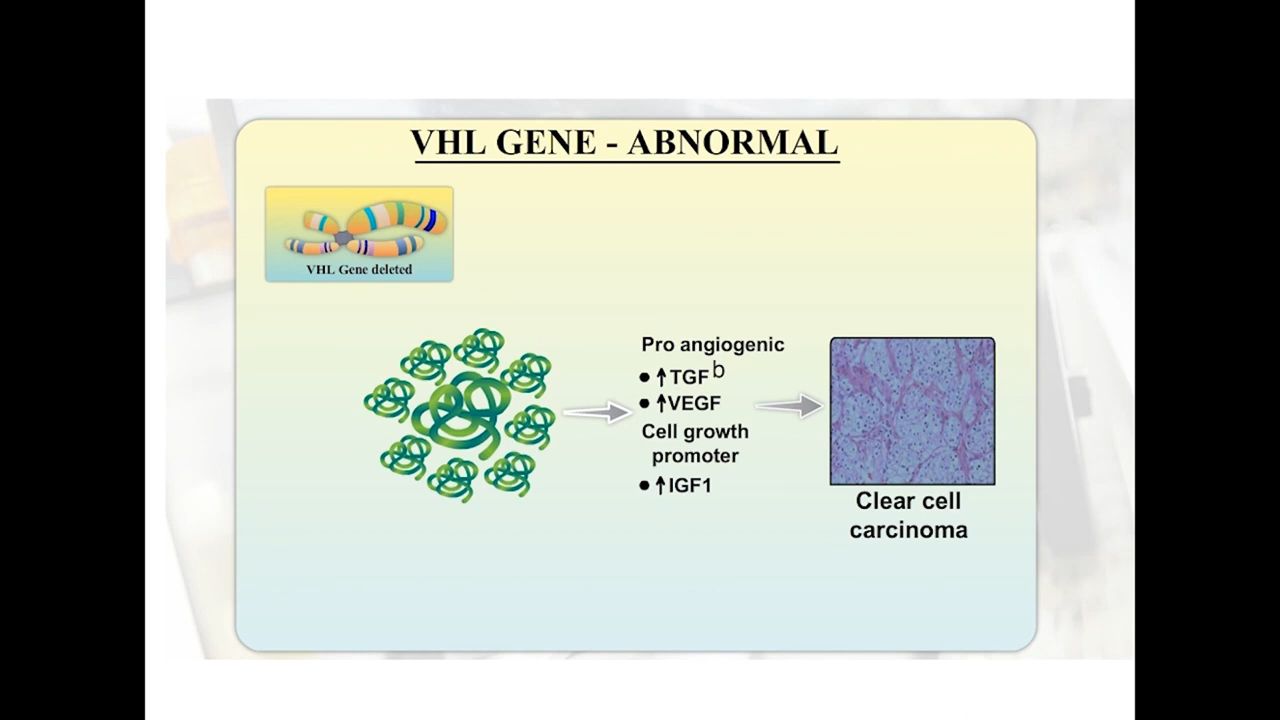 VHL GENE - ABNORMAL
VHL Gene deleted
Pro angiogenic
● ↑TGF b
● ↑VEGF
Cell growth
promoter
● ↑IGF1
Clear cell
carcinoma